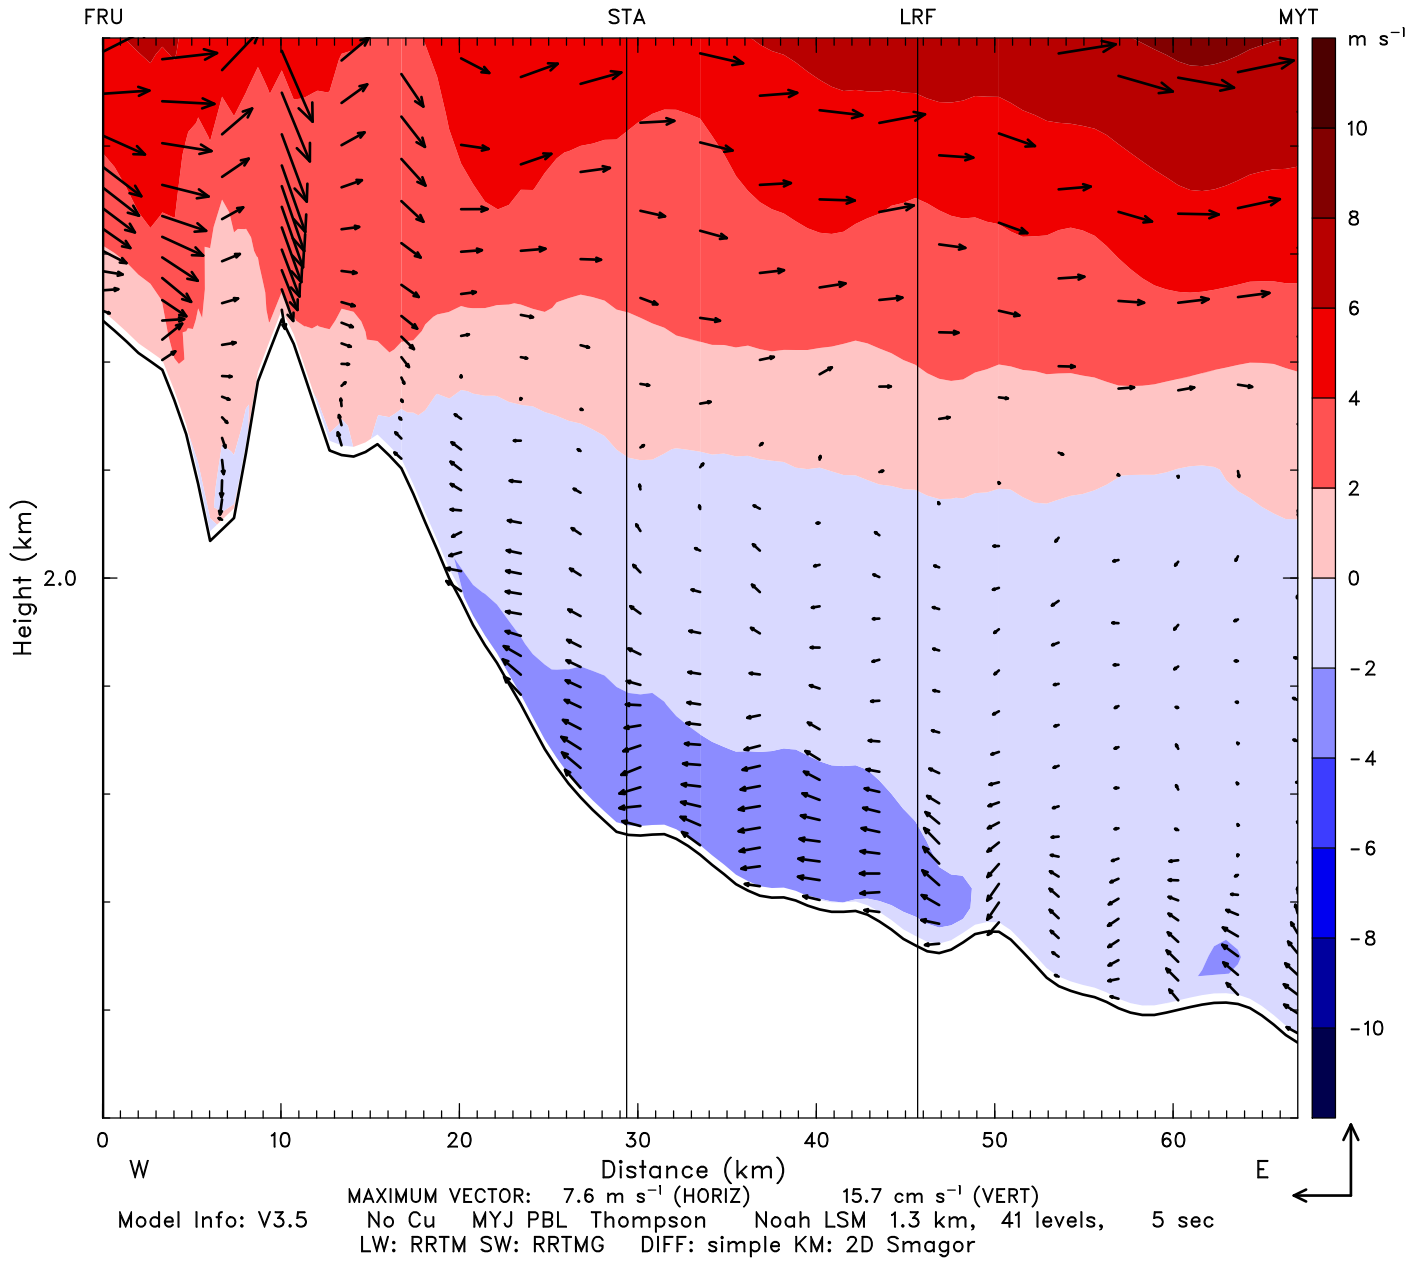 FRU STA LRF MYT
m s⁻¹
10
8
6
4
2
0
−2
−4
−6
−8
−10
Height (km)
2.0
0 10 20 30 40 50 60
W Distance (km) E
MAXIMUM VECTOR: 7.6 m s⁻¹ (HORIZ) 15.7 cm s⁻¹ (VERT)
Model Info: V3.5 No Cu MYJ PBL Thompson Noah LSM 1.3 km, 41 levels, 5 sec
LW: RRTM SW: RRTMG DIFF: simple KM: 2D Smagor